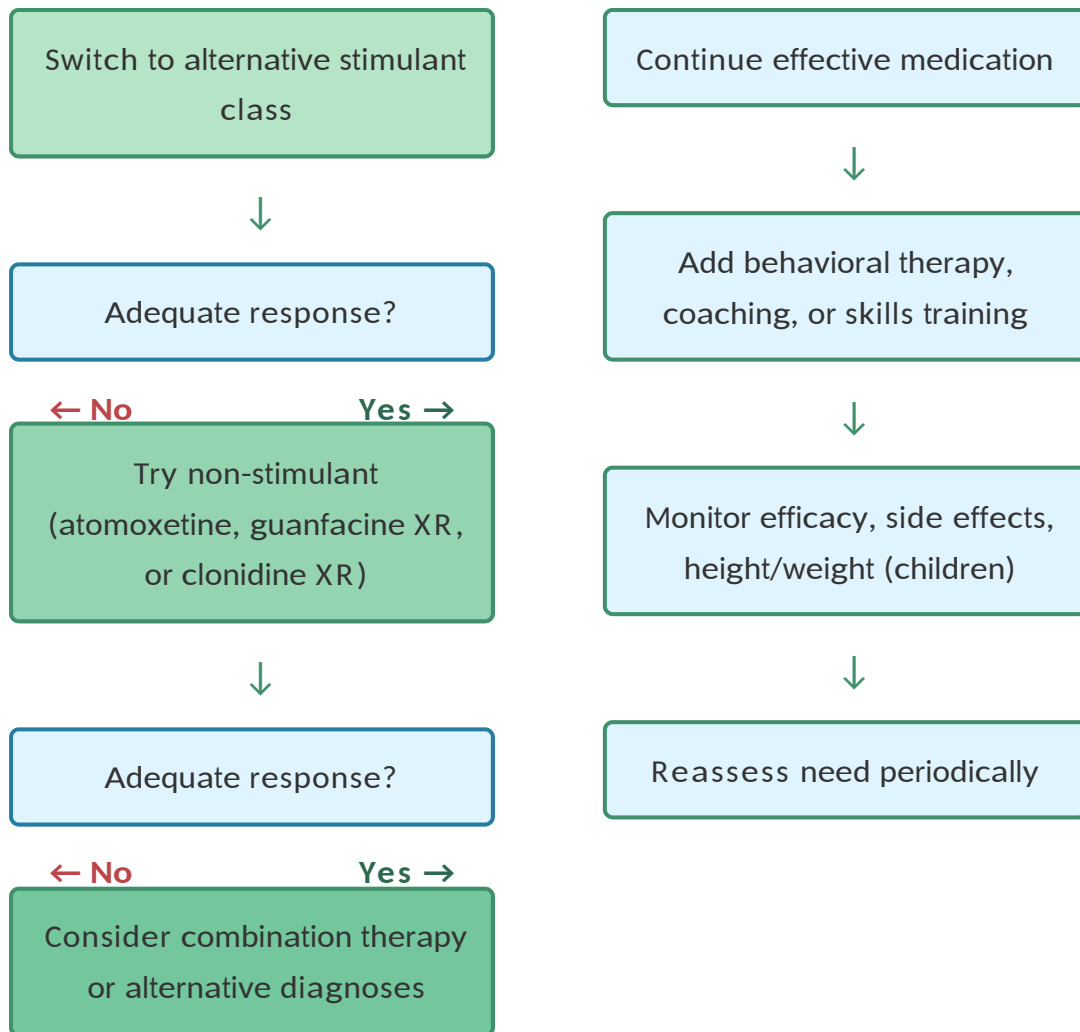 Switch to alternative stimulant
class
↓
Adequate response?
← No
Yes →
Try non-stimulant
(atomoxetine, guanfacine XR,
or clonidine XR)
↓
Adequate response?
← No
Yes →
Consider combination therapy
or alternative diagnoses
Continue effective medication
↓
Add behavioral therapy,
coaching, or skills training
↓
Monitor efficacy, side effects,
height/weight (children)
↓
Reassess need periodically